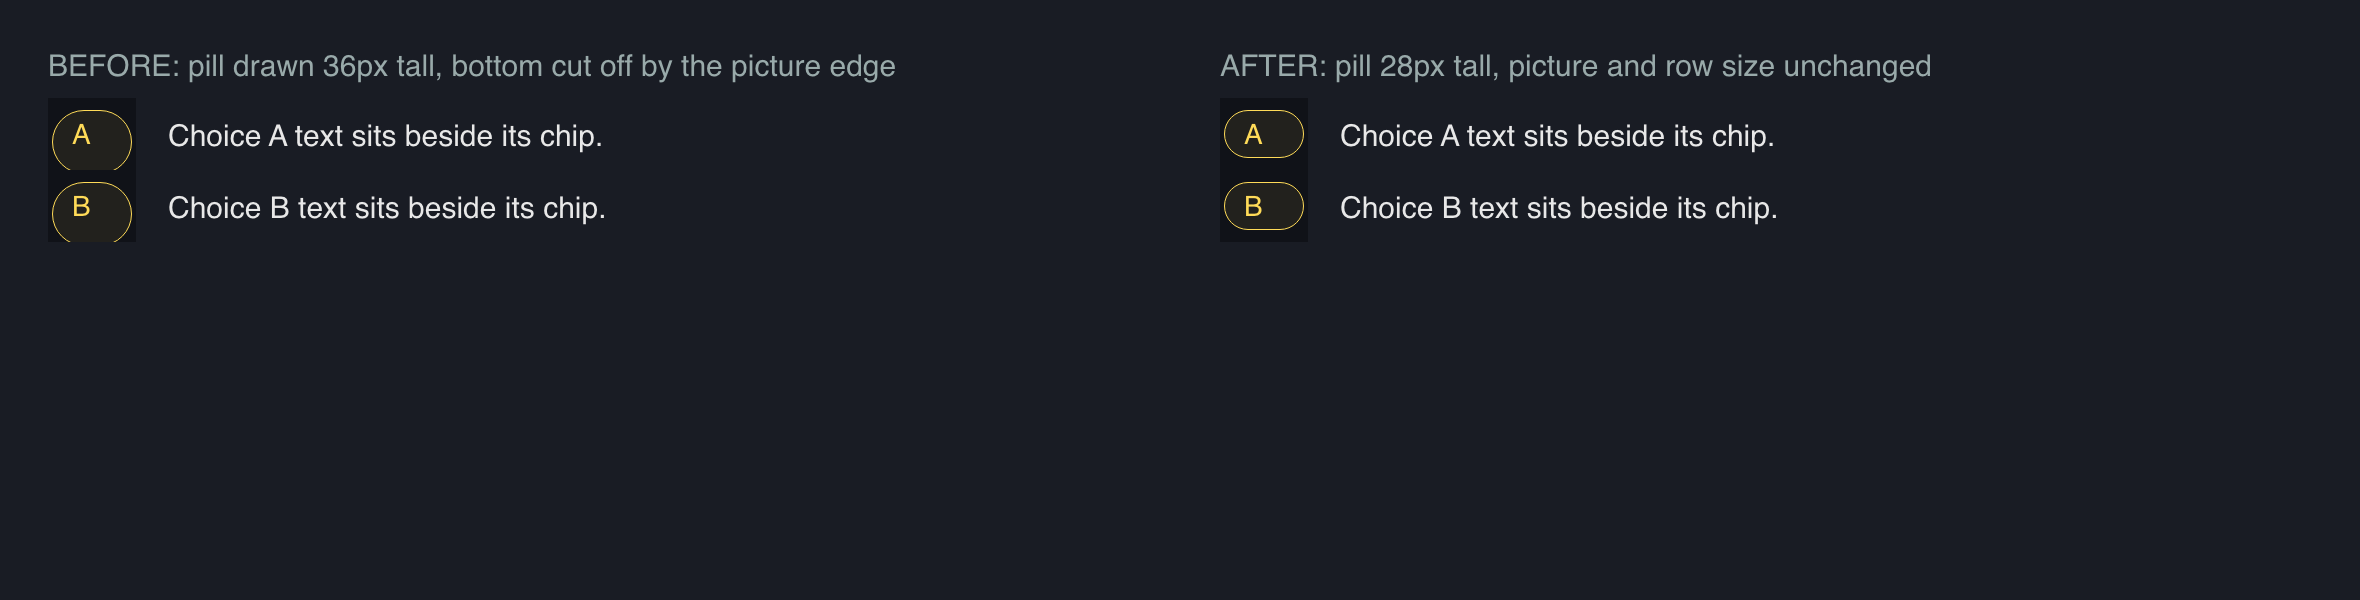 BEFORE: pill drawn 36px tall, bottom cut off by the picture edge
A Choice A text sits beside its chip.
B Choice B text sits beside its chip.
AFTER: pill 28px tall, picture and row size unchanged
A Choice A text sits beside its chip.
B Choice B text sits beside its chip.